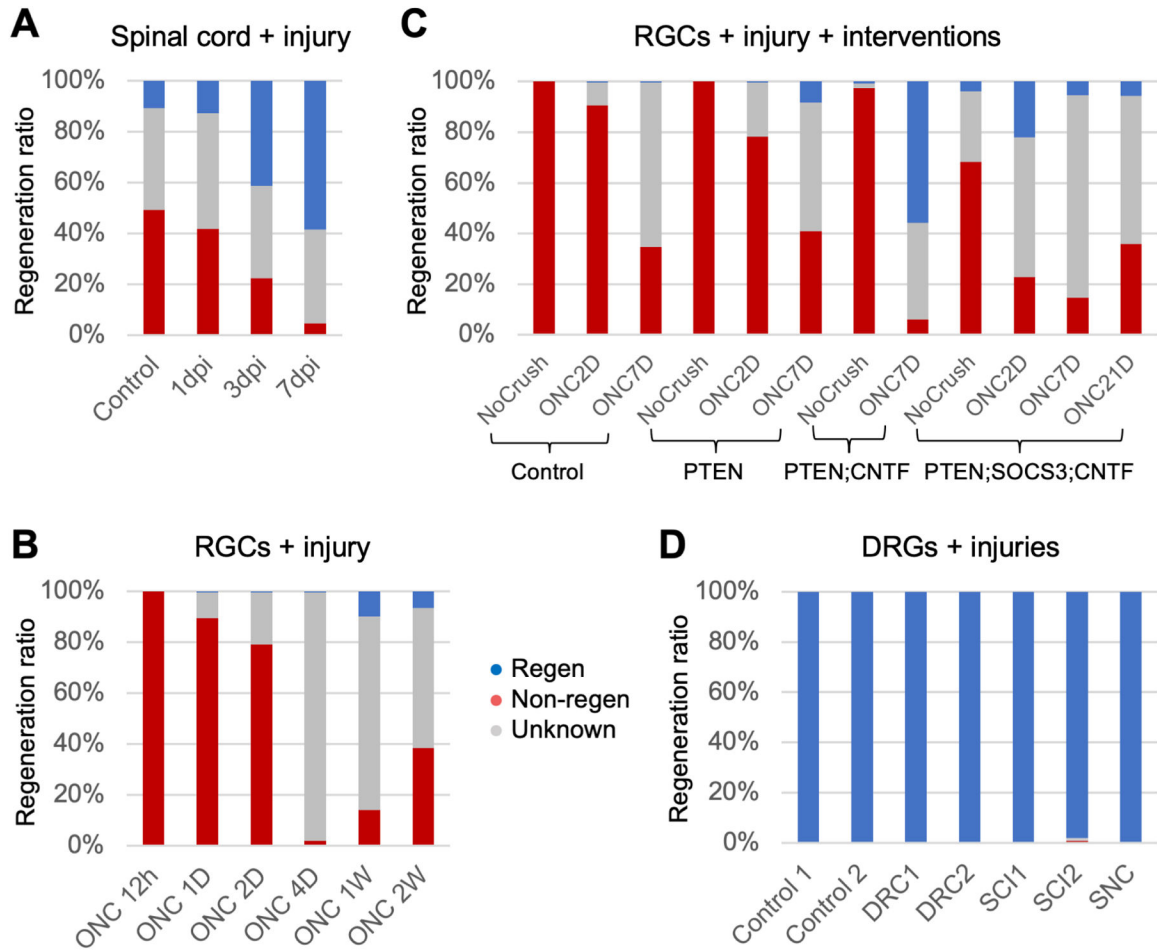 A
Spinal cord + injury
Regeneration ratio
100%
80%
60%
40%
20%
0%
Control
1dpi
3dpi
7dpi
C
RGCs + injury + interventions
Regeneration ratio
100%
80%
60%
40%
20%
0%
NoCrush
ONC2D
ONC7D
NoCrush
ONC2D
ONC7D
NoCrush
ONC7D
NoCrush
ONC2D
ONC7D
ONC21D
Control
PTEN
PTEN;CNTF
PTEN;SOCS3;CNTF
B
RGCs + injury
Regeneration ratio
100%
80%
60%
40%
20%
0%
ONC 12h
ONC 1D
ONC 2D
ONC 4D
ONC 1W
ONC 2W
Regen
Non-regen
Unknown
D
DRGs + injuries
Regeneration ratio
100%
80%
60%
40%
20%
0%
Control 1
Control 2
DRC1
DRC2
SCI1
SCI2
SNC